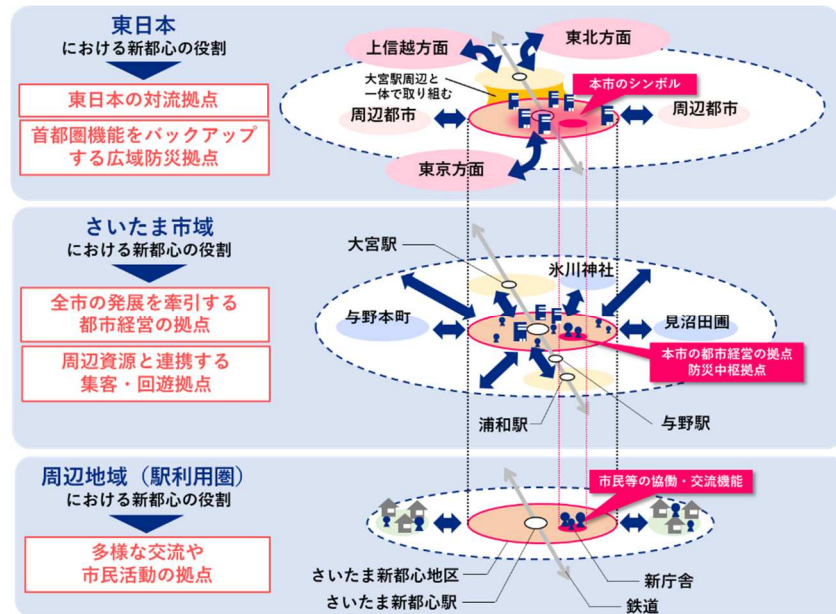 東日本
における新都心の役割
東日本の対流拠点
首都圏機能をバックアップ
する広域防災拠点
上信越方面
東北方面
大宮駅周辺と
一体で取り組む
本市のシンボル
周辺都市
周辺都市
東京方面
さいたま市域
における新都心の役割
全市の発展を牽引する
都市経営の拠点
周辺資源と連携する
集客・回遊拠点
大宮駅
氷川神社
与野本町
見沼田圃
本市の都市経営の拠点
防災中枢拠点
浦和駅
与野駅
周辺地域（駅利用圏）
における新都心の役割
多様な交流や
市民活動の拠点
市民等の協働・交流機能
さいたま新都心地区
さいたま新都心駅
新庁舎
鉄道